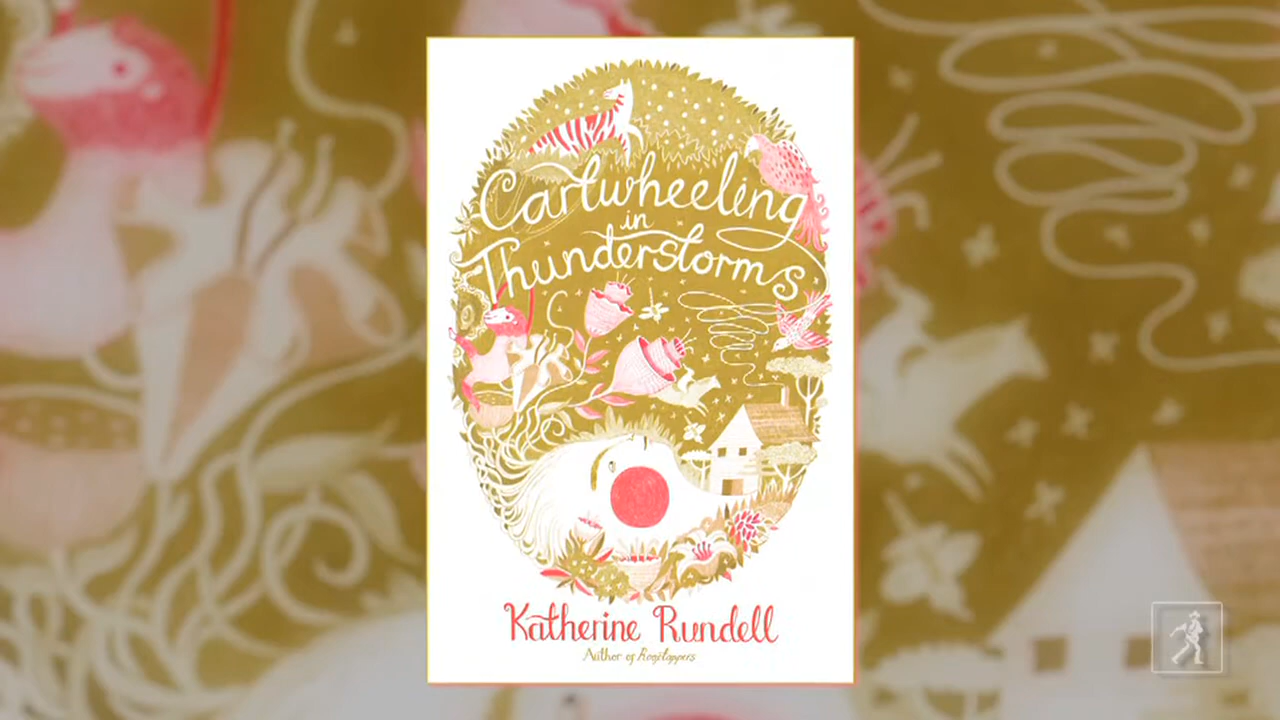 Cartwheeling
in
Thunderstorms
Katherine Rundell
Author of Rooftoppers